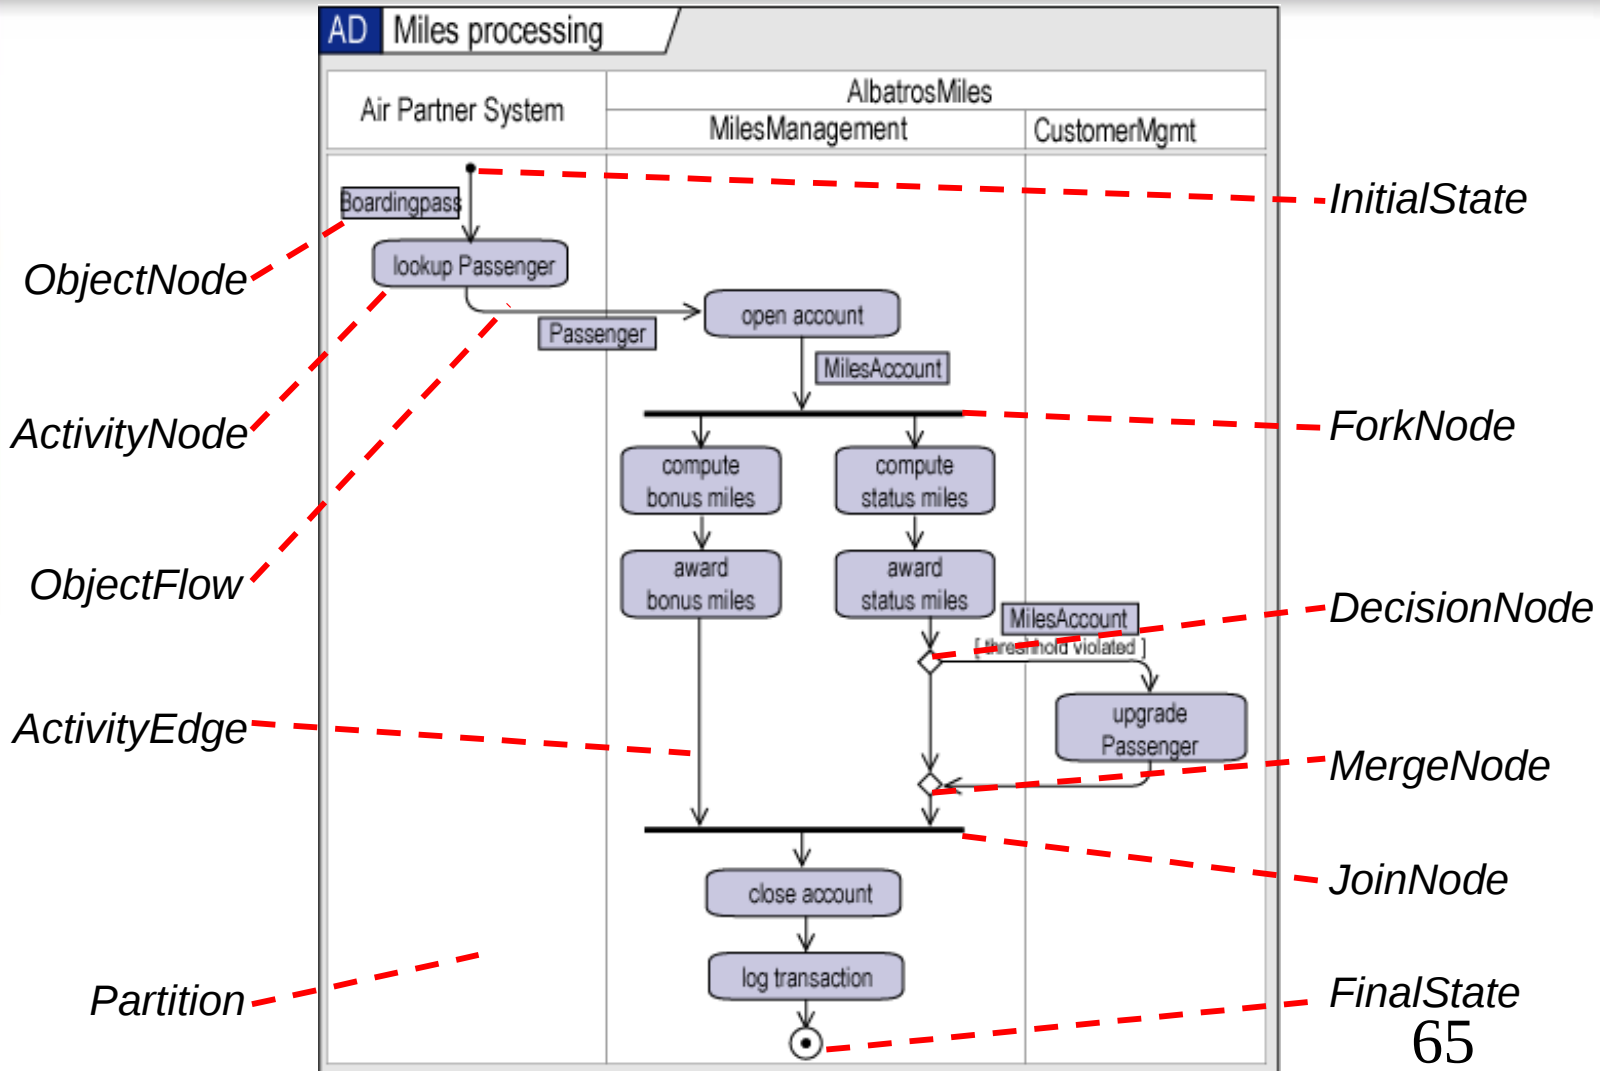 AD Miles processing
Air Partner System
AlbatrosMiles
MilesManagement
CustomerMgmt
InitialState
Boardingpass
ObjectNode
lookup Passenger
open account
Passenger
MilesAccount
ActivityNode
ForkNode
compute
bonus miles
compute
status miles
ObjectFlow
award
bonus miles
award
status miles
MilesAccount
DecisionNode
[ threshhold violated ]
ActivityEdge
upgrade
Passenger
MergeNode
JoinNode
close account
log transaction
Partition
FinalState
65